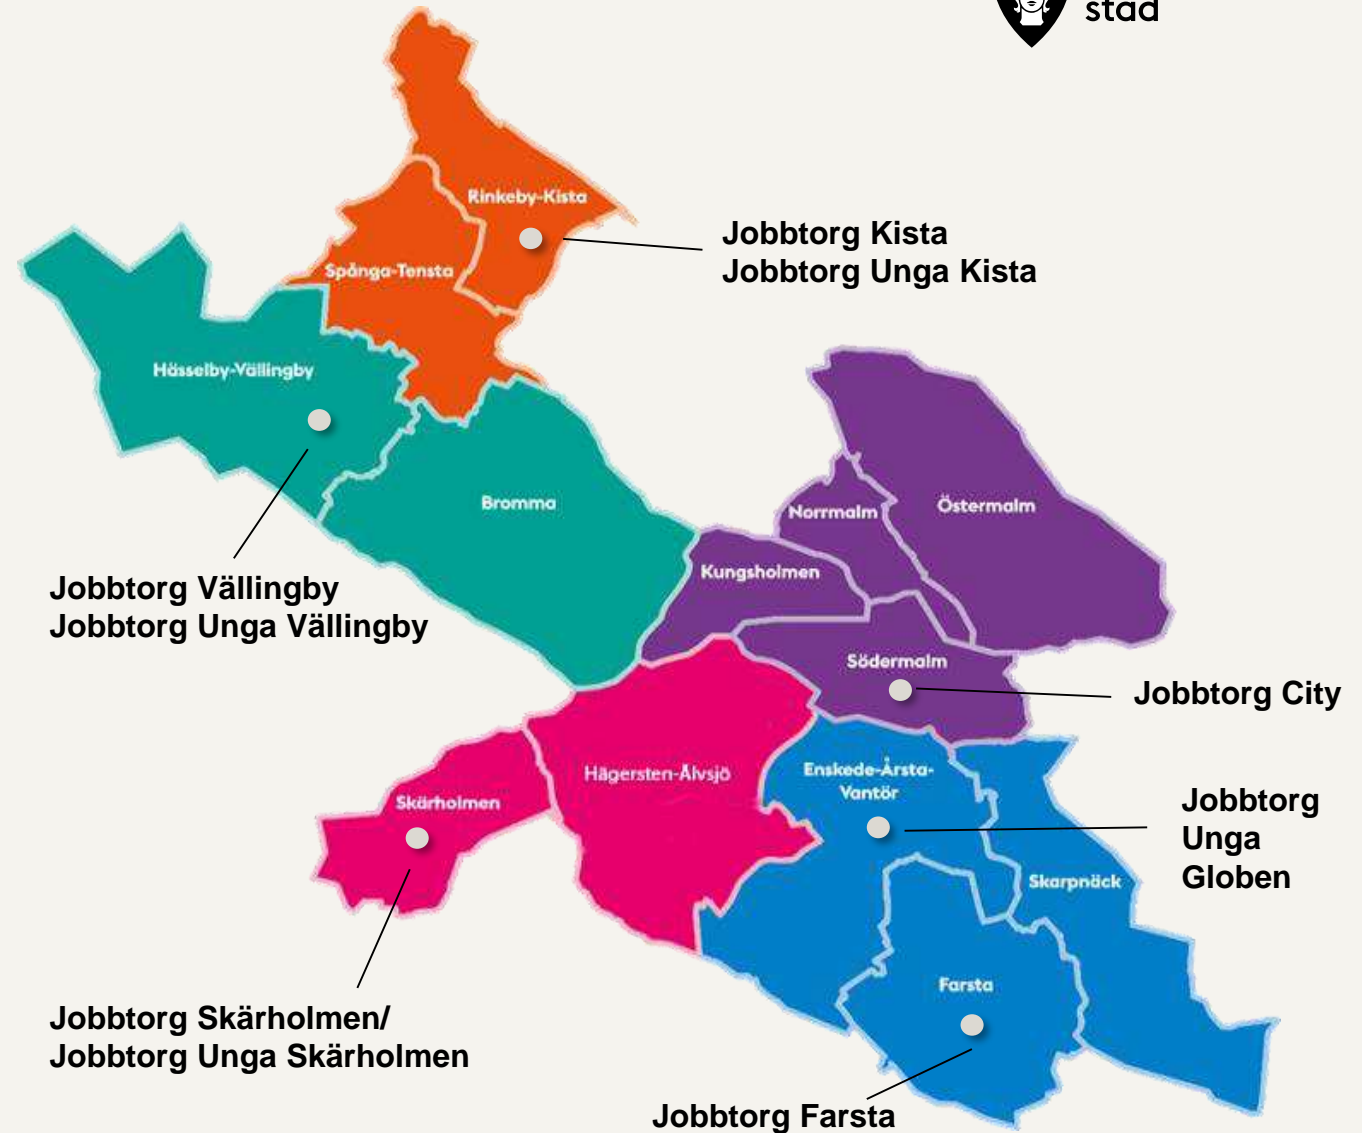 stad
Rinkeby-Kista
Jobbtorg Kista
Jobbtorg Unga Kista
Spånga-Tensta
Hässelby-Vällingby
Bromma
Norrmalm
Östermalm
Kungsholmen
Jobbtorg Vällingby
Jobbtorg Unga Vällingby
Södermalm
Jobbtorg City
Hägersten-Älvsjö
Enskede-Årsta-
Vantör
Skärholmen
Jobbtorg
Unga
Globen
Skarpnäck
Farsta
Jobbtorg Skärholmen/
Jobbtorg Unga Skärholmen
Jobbtorg Farsta